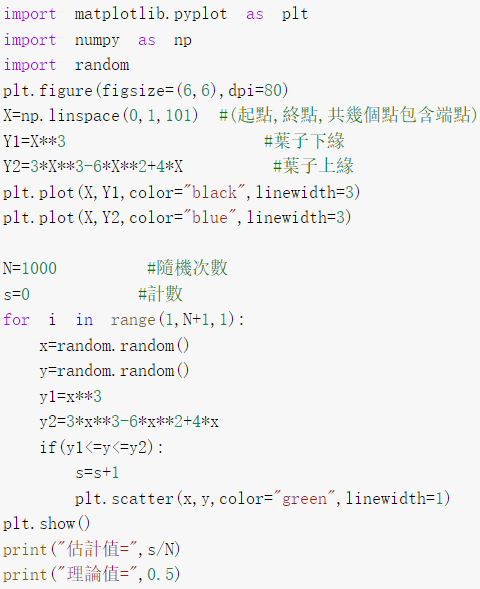 import matplotlib.pyplot as plt
import numpy as np
import random
plt.figure(figsize=(6,6),dpi=80)
X=np.linspace(0,1,101) #(起點,終點,共幾個點包含端點)
Y1=X**3 #葉子下緣
Y2=3*X**3-6*X**2+4*X #葉子上緣
plt.plot(X,Y1,color="black",linewidth=3)
plt.plot(X,Y2,color="blue",linewidth=3)
N=1000 #隨機次數
s=0 #計數
for i in range(1,N+1,1):
    x=random.random()
    y=random.random()
    y1=x**3
    y2=3*x**3-6*x**2+4*x
    if(y1<=y<=y2):
        s=s+1
        plt.scatter(x,y,color="green",linewidth=1)
plt.show()
print("估計值=",s/N)
print("理論值=",0.5)